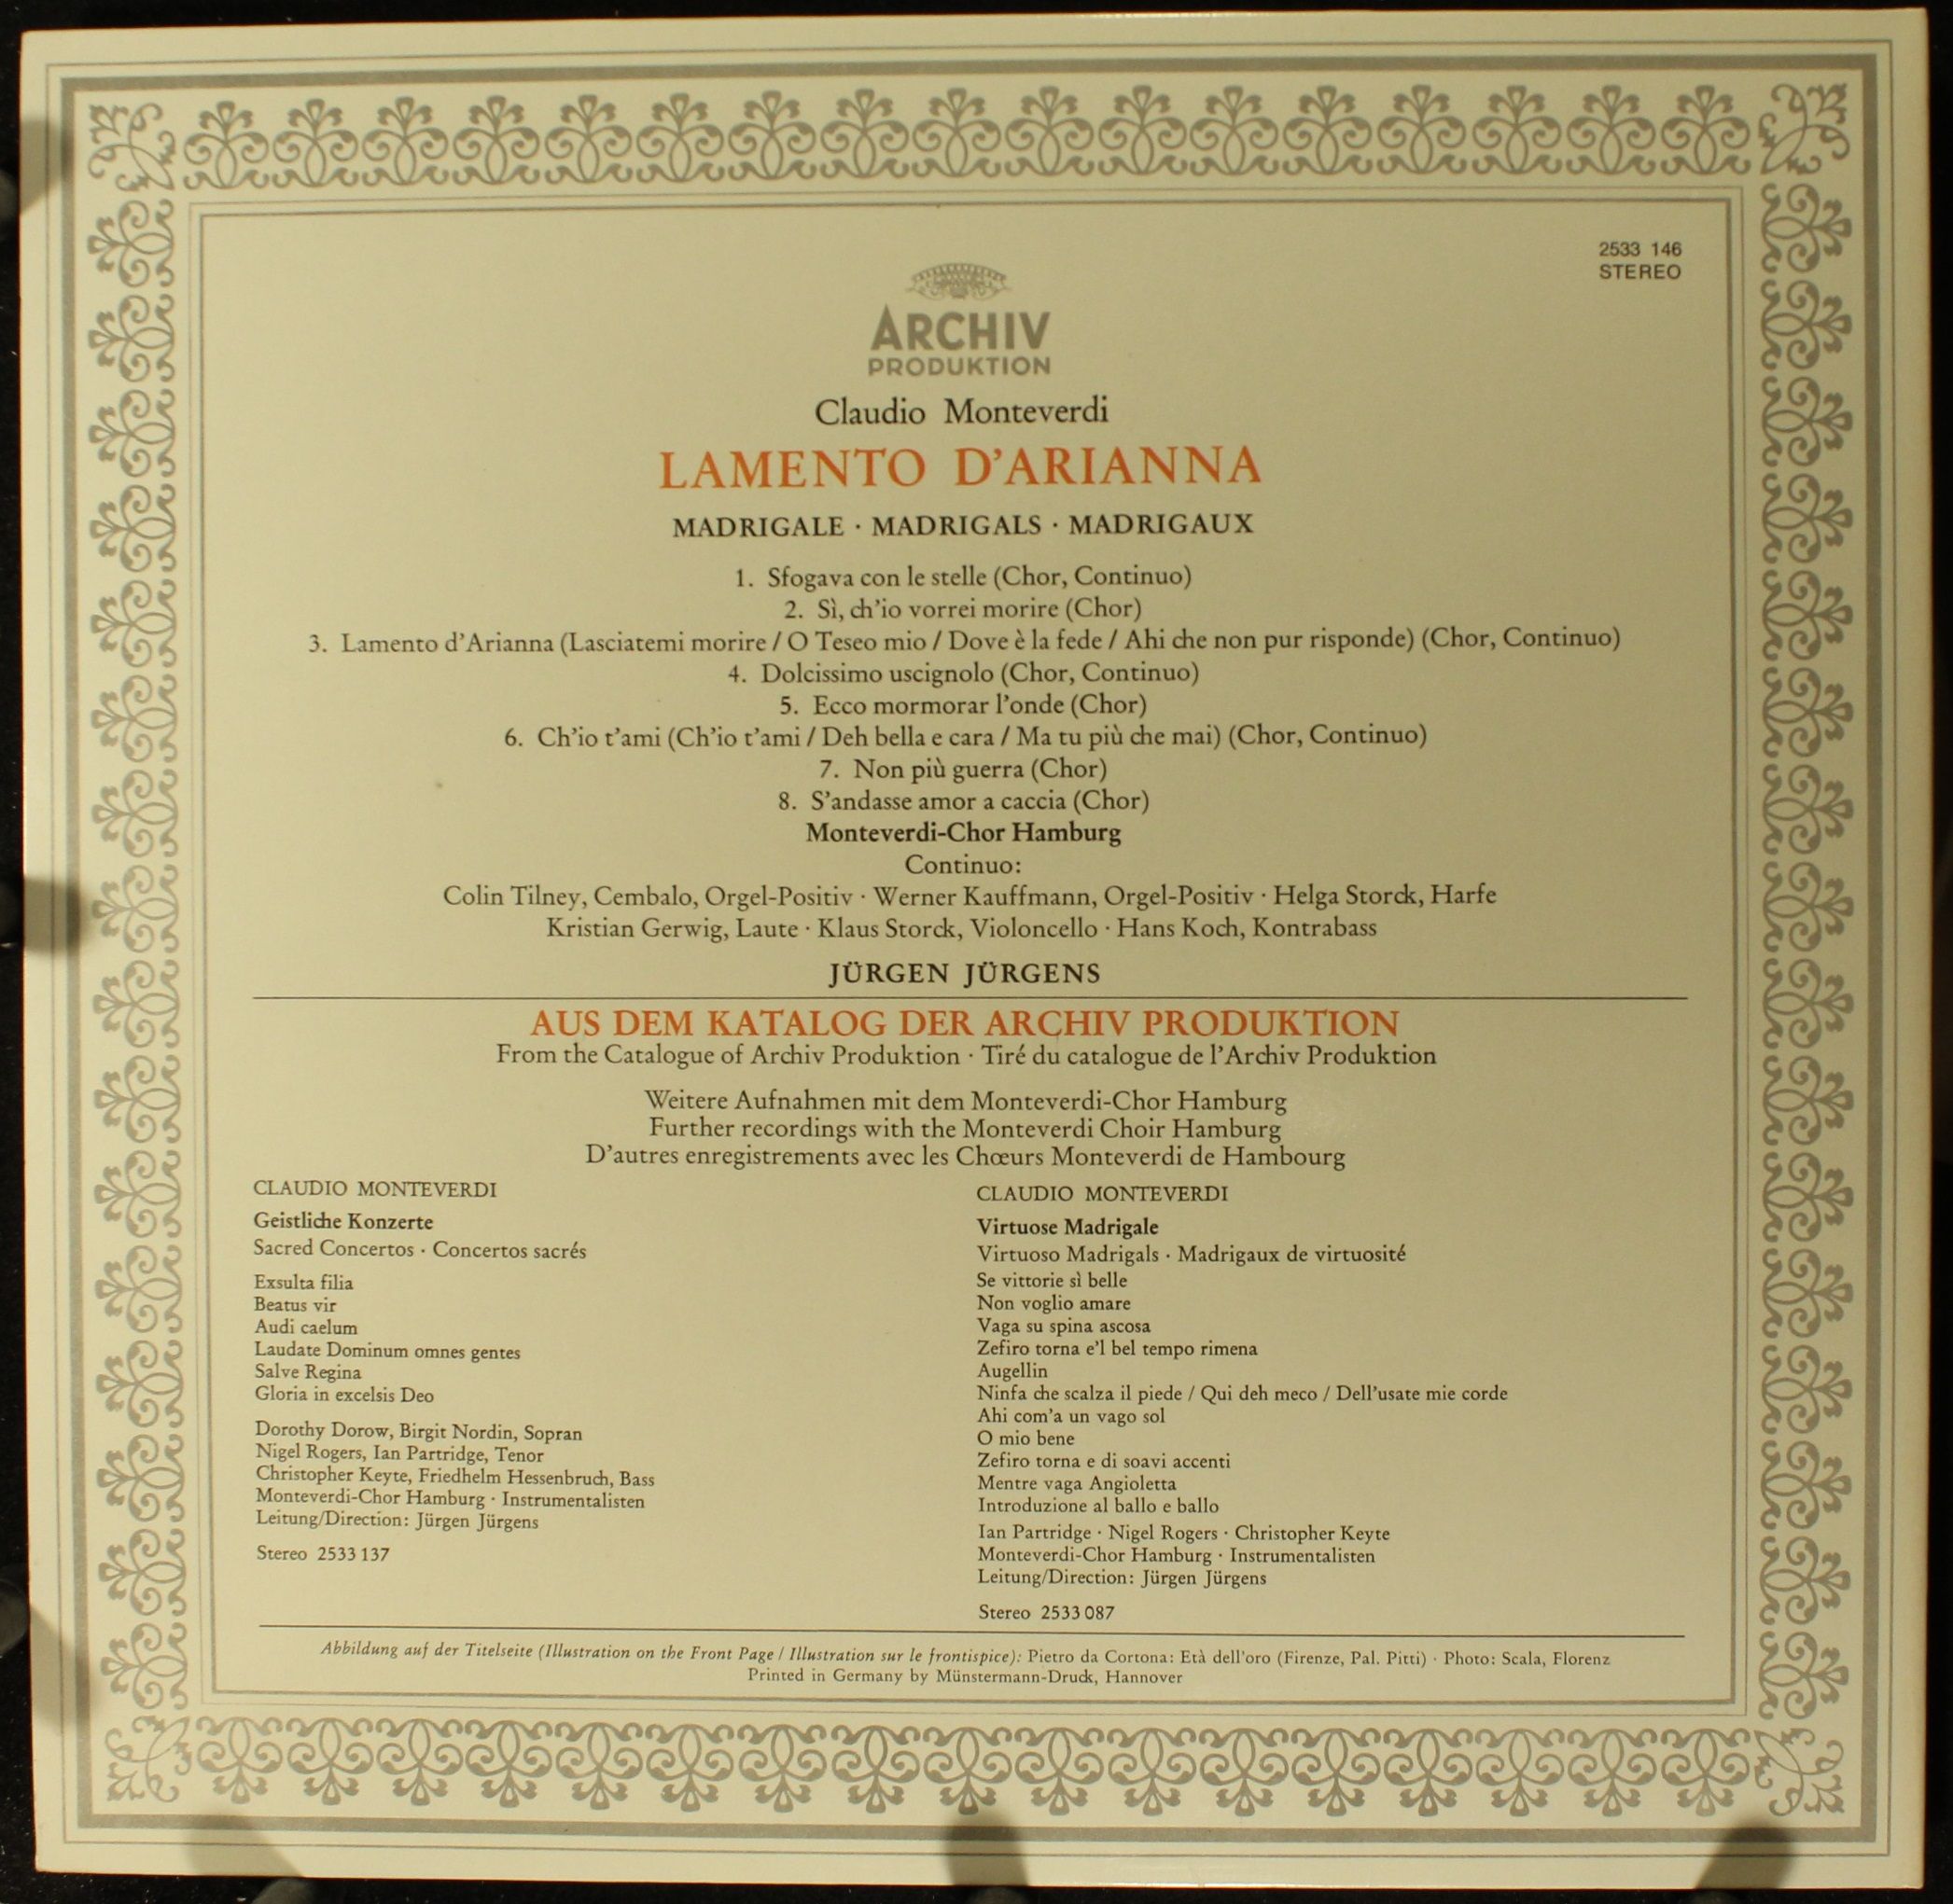 2533 146
STEREO
ARCHIV
PRODUKTION
Claudio Monteverdi
LAMENTO D'ARIANNA
MADRIGALE · MADRIGALS · MADRIGAUX
1. Sfogava con le stelle (Chor, Continuo)
2. Sì, ch'io vorrei morire (Chor)
3. Lamento d'Arianna (Lasciatemi morire / O Teseo mio / Dove è la fede / Ahi che non pur risponde) (Chor, Continuo)
4. Dolcissimo uscignolo (Chor, Continuo)
5. Ecco mormorar l'onde (Chor)
6. Ch'io t'ami (Ch'io t'ami / Deh bella e cara / Ma tu più che mai) (Chor, Continuo)
7. Non più guerra (Chor)
8. S'andasse amor a caccia (Chor)
Monteverdi-Chor Hamburg
Continuo:
Colin Tilney, Cembalo, Orgel-Positiv · Werner Kauffmann, Orgel-Positiv · Helga Storck, Harfe
Kristian Gerwig, Laute · Klaus Storck, Violoncello · Hans Koch, Kontrabass
JÜRGEN JÜRGENS
AUS DEM KATALOG DER ARCHIV PRODUKTION
From the Catalogue of Archiv Produktion · Tiré du catalogue de l'Archiv Produktion
Weitere Aufnahmen mit dem Monteverdi-Chor Hamburg
Further recordings with the Monteverdi Choir Hamburg
D'autres enregistrements avec les Chœurs Monteverdi de Hambourg
CLAUDIO MONTEVERDI
Geistliche Konzerte
Sacred Concertos · Concertos sacrés
Exsulta filia
Beatus vir
Audi caelum
Laudate Dominum omnes gentes
Salve Regina
Gloria in excelsis Deo
Dorothy Dorow, Birgit Nordin, Sopran
Nigel Rogers, Ian Partridge, Tenor
Christopher Keyte, Friedhelm Hessenbruch, Bass
Monteverdi-Chor Hamburg · Instrumentalisten
Leitung/Direction: Jürgen Jürgens
Stereo 2533 137
CLAUDIO MONTEVERDI
Virtuose Madrigale
Virtuoso Madrigals · Madrigaux de virtuosité
Se vittorie sì belle
Non voglio amare
Vaga su spina ascosa
Zefiro torna e'l bel tempo rimena
Augellin
Ninfa che scalza il piede / Qui deh meco / Dell'usate mie corde
Ahi com'a un vago sol
O mio bene
Zefiro torna e di soavi accenti
Mentre vaga Angioletta
Introduzione al ballo e ballo
Ian Partridge · Nigel Rogers · Christopher Keyte
Monteverdi-Chor Hamburg · Instrumentalisten
Leitung/Direction: Jürgen Jürgens
Stereo 2533 087
Abbildung auf der Titelseite (Illustration on the Front Page / Illustration sur le frontispice): Pietro da Cortona: Età dell'oro (Firenze, Pal. Pitti) · Photo: Scala, Florenz
Printed in Germany by Münstermann-Druck, Hannover